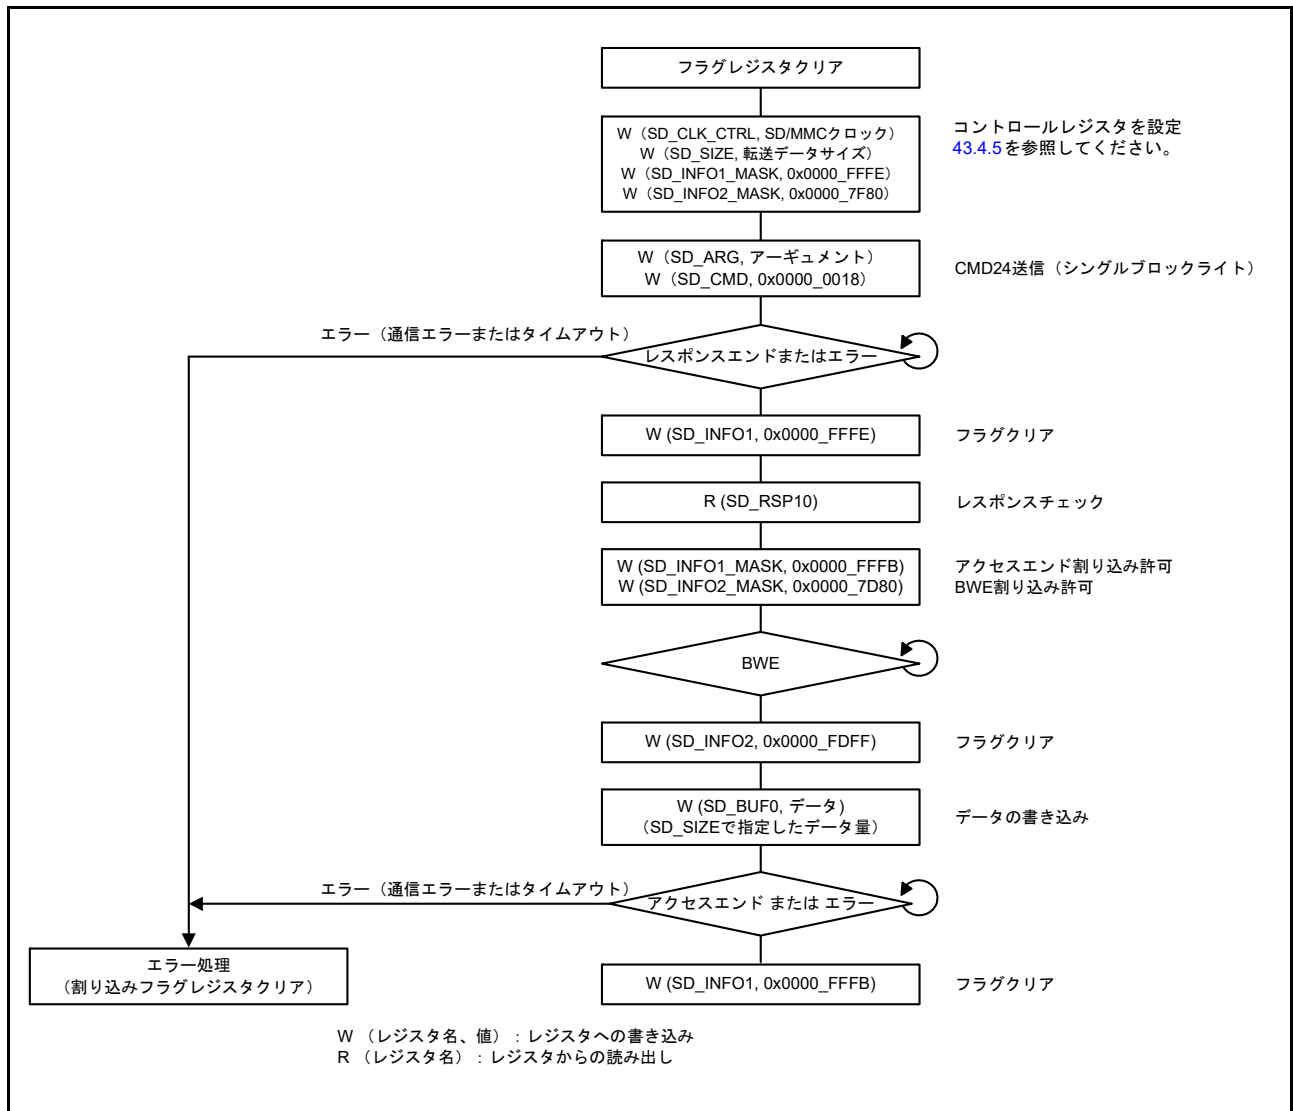 フラグレジスタクリア
W（SD_CLK_CTRL, SD/MMCクロック）
W（SD_SIZE, 転送データサイズ）
W（SD_INFO1_MASK, 0x0000_FFFE）
W（SD_INFO2_MASK, 0x0000_7F80）
コントロールレジスタを設定
43.4.5を参照してください。
W（SD_ARG, アーギュメント）
W（SD_CMD, 0x0000_0018）
CMD24送信（シングルブロックライト）
エラー（通信エラーまたはタイムアウト）
レスポンスエンドまたはエラー
W (SD_INFO1, 0x0000_FFFE)
フラグクリア
R (SD_RSP10)
レスポンスチェック
W (SD_INFO1_MASK, 0x0000_FFFB)
W (SD_INFO2_MASK, 0x0000_7D80)
アクセスエンド割り込み許可
BWE割り込み許可
BWE
W (SD_INFO2, 0x0000_FDFF)
フラグクリア
W (SD_BUF0, データ)
（SD_SIZEで指定したデータ量）
データの書き込み
エラー（通信エラーまたはタイムアウト）
アクセスエンド または エラー
エラー処理
（割り込みフラグレジスタクリア）
W (SD_INFO1, 0x0000_FFFB)
フラグクリア
W （レジスタ名、値）：レジスタへの書き込み
R （レジスタ名）：レジスタからの読み出し